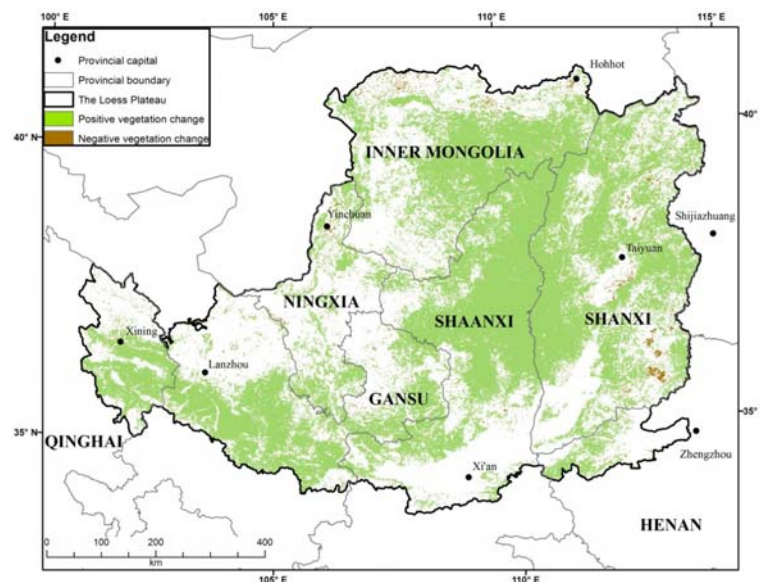 100° E
105° E
110° E
115° E
Legend
Provincial capital
Provincial boundary
The Loess Plateau
Positive vegetation change
Negative vegetation change
Hohhot
40° N
40° N
INNER MONGOLIA
Yinchuan
Shijiazhuang
Taiyuan
NINGXIA
SHAANXI
SHANXI
Xining
Lanzhou
GANSU
35° N
35° N
QINGHAI
Xi'an
Zhengzhou
HENAN
0 100 200 400
km
105° E
110° E